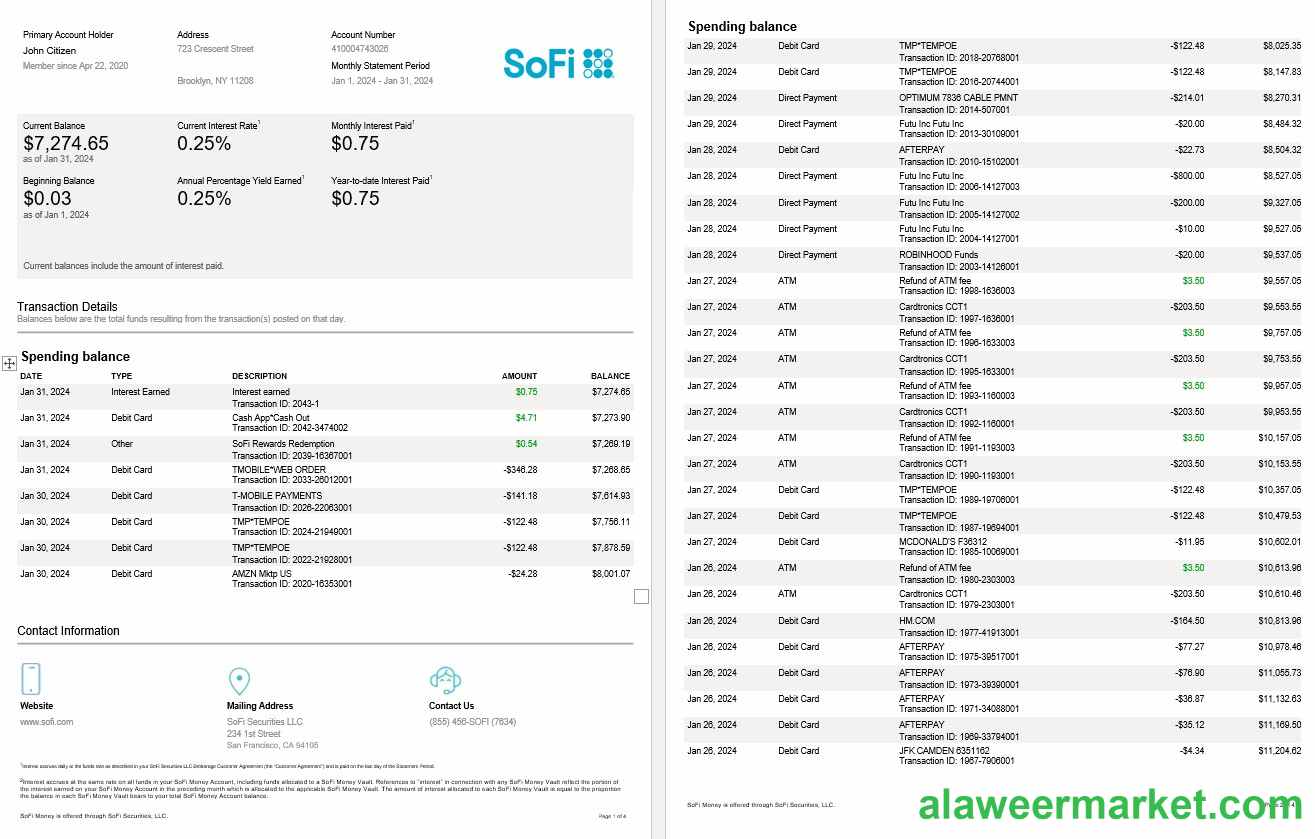 Primary Account Holder
John Citizen
Member since Apr 22, 2020
Address
723 Crescent Street
Brooklyn, NY 11208
Account Number
410004743026
Monthly Statement Period
Jan 1, 2024 - Jan 31, 2024
SoFi
Current Balance
$7,274.65
as of Jan 31, 2024
Current Interest Rate1
0.25%
Monthly Interest Paid1
$0.75
Beginning Balance
$0.03
as of Jan 1, 2024
Annual Percentage Yield Earned1
0.25%
Year-to-date Interest Paid1
$0.75
Current balances include the amount of interest paid.
Transaction Details
Balances below are the total funds resulting from the transaction(s) posted on that day.
Spending balance
DATE TYPE DESCRIPTION AMOUNT BALANCE
Jan 31, 2024 Interest Earned Interest earned $0.75 $7,274.65
Transaction ID: 2043-1
Jan 31, 2024 Debit Card Cash App*Cash Out $4.71 $7,273.90
Transaction ID: 2042-3474002
Jan 31, 2024 Other SoFi Rewards Redemption $0.54 $7,269.19
Transaction ID: 2039-16367001
Jan 31, 2024 Debit Card TMOBILE*WEB ORDER -$346.28 $7,268.65
Transaction ID: 2033-26012001
Jan 30, 2024 Debit Card T-MOBILE PAYMENTS -$141.18 $7,614.93
Transaction ID: 2026-22063001
Jan 30, 2024 Debit Card TMP*TEMPOE -$122.48 $7,756.11
Transaction ID: 2024-21949001
Jan 30, 2024 Debit Card TMP*TEMPOE -$122.48 $7,878.59
Transaction ID: 2022-21928001
Jan 30, 2024 Debit Card AMZN Mktp US -$24.28 $8,001.07
Transaction ID: 2020-16353001
Contact Information
Website
www.sofi.com
Mailing Address
SoFi Securities LLC
234 1st Street
San Francisco, CA 94105
Contact Us
(855) 456-SOFI (7634)
1Interest accrues daily at the funds rate as described in your SoFi Securities LLC Brokerage Customer Agreement (the "Customer Agreement") and is paid on the last day of the Statement Period.
2Interest accrues at the same rate on all funds in your SoFi Money Account, including funds allocated to a SoFi Money Vault. References to "interest" in connection with any SoFi Money Vault reflect the portion of
the interest earned on your SoFi Money Account in the preceding month which is allocated to the applicable SoFi Money Vault. The amount of interest allocated to each SoFi Money Vault is equal to the proportion
the balance in each SoFi Money Vault bears to your total SoFi Money Account balance.
SoFi Money is offered through SoFi Securities, LLC.
Page 1 of 4
Spending balance
Jan 29, 2024 Debit Card TMP*TEMPOE -$122.48 $8,025.35
Transaction ID: 2018-20768001
Jan 29, 2024 Debit Card TMP*TEMPOE -$122.48 $8,147.83
Transaction ID: 2016-20744001
Jan 29, 2024 Direct Payment OPTIMUM 7836 CABLE PMNT -$214.01 $8,270.31
Transaction ID: 2014-507001
Jan 29, 2024 Direct Payment Futu Inc Futu Inc -$20.00 $8,484.32
Transaction ID: 2013-30109001
Jan 28, 2024 Debit Card AFTERPAY -$22.73 $8,504.32
Transaction ID: 2010-15102001
Jan 28, 2024 Direct Payment Futu Inc Futu Inc -$800.00 $8,527.05
Transaction ID: 2006-14127003
Jan 28, 2024 Direct Payment Futu Inc Futu Inc -$200.00 $9,327.05
Transaction ID: 2005-14127002
Jan 28, 2024 Direct Payment Futu Inc Futu Inc -$10.00 $9,527.05
Transaction ID: 2004-14127001
Jan 28, 2024 Direct Payment ROBINHOOD Funds -$20.00 $9,537.05
Transaction ID: 2003-14126001
Jan 27, 2024 ATM Refund of ATM fee $3.50 $9,557.05
Transaction ID: 1998-1636003
Jan 27, 2024 ATM Cardtronics CCT1 -$203.50 $9,553.55
Transaction ID: 1997-1636001
Jan 27, 2024 ATM Refund of ATM fee $3.50 $9,757.05
Transaction ID: 1996-1633003
Jan 27, 2024 ATM Cardtronics CCT1 -$203.50 $9,753.55
Transaction ID: 1995-1633001
Jan 27, 2024 ATM Refund of ATM fee $3.50 $9,957.05
Transaction ID: 1993-1160003
Jan 27, 2024 ATM Cardtronics CCT1 -$203.50 $9,953.55
Transaction ID: 1992-1160001
Jan 27, 2024 ATM Refund of ATM fee $3.50 $10,157.05
Transaction ID: 1991-1193003
Jan 27, 2024 ATM Cardtronics CCT1 -$203.50 $10,153.55
Transaction ID: 1990-1193001
Jan 27, 2024 Debit Card TMP*TEMPOE -$122.48 $10,357.05
Transaction ID: 1989-19706001
Jan 27, 2024 Debit Card TMP*TEMPOE -$122.48 $10,479.53
Transaction ID: 1987-19694001
Jan 27, 2024 Debit Card MCDONALD'S F36312 -$11.95 $10,602.01
Transaction ID: 1985-10069001
Jan 26, 2024 ATM Refund of ATM fee $3.50 $10,613.96
Transaction ID: 1980-2303003
Jan 26, 2024 ATM Cardtronics CCT1 -$203.50 $10,610.46
Transaction ID: 1979-2303001
Jan 26, 2024 Debit Card HM.COM -$164.50 $10,813.96
Transaction ID: 1977-41913001
Jan 26, 2024 Debit Card AFTERPAY -$77.27 $10,978.46
Transaction ID: 1975-39517001
Jan 26, 2024 Debit Card AFTERPAY -$76.90 $11,055.73
Transaction ID: 1973-39390001
Jan 26, 2024 Debit Card AFTERPAY -$36.87 $11,132.63
Transaction ID: 1971-34088001
Jan 26, 2024 Debit Card AFTERPAY -$35.12 $11,169.50
Transaction ID: 1969-33794001
Jan 26, 2024 Debit Card JFK CAMDEN 6351162 -$4.34 $11,204.62
Transaction ID: 1967-7906001
SoFi Money is offered through SoFi Securities, LLC.
alaweermarket.com